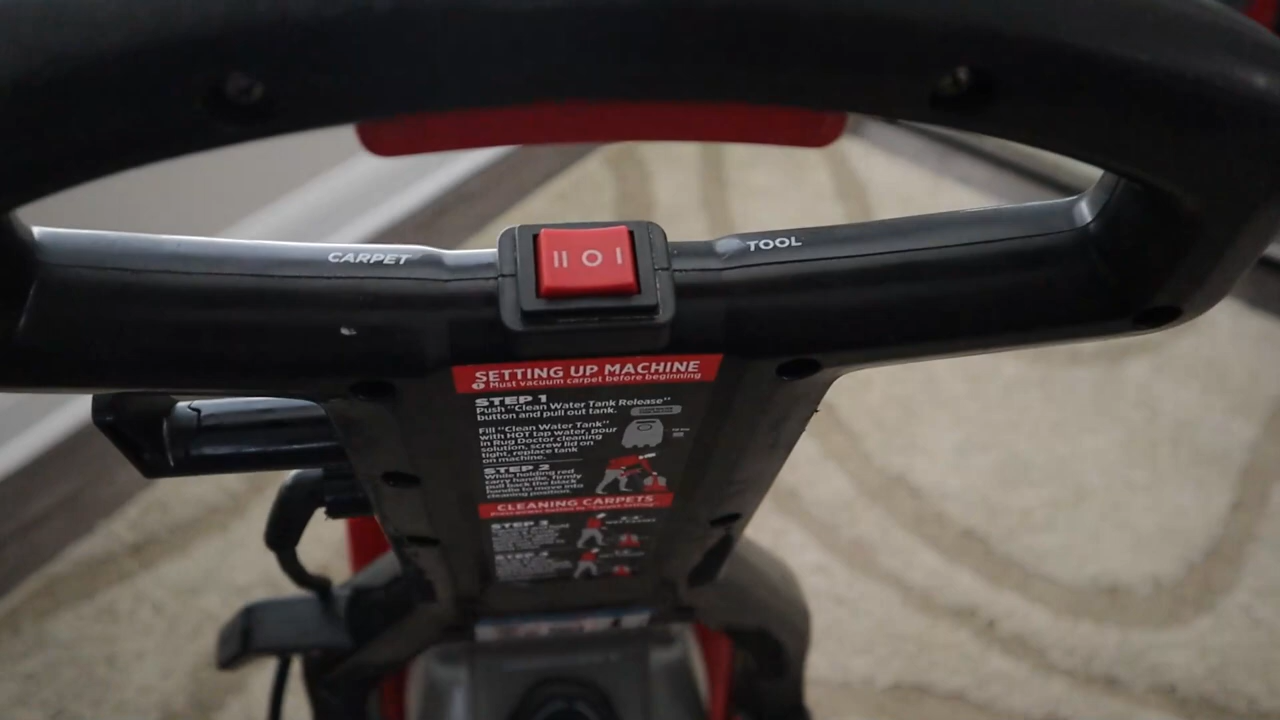 CARPET
II O I
TOOL
SETTING UP MACHINE
Must vacuum carpet before beginning
STEP 1
Push "Clean Water Tank Release"
button and pull out tank.
Fill "Clean Water Tank"
with HOT tap water, pour
in Rug Doctor cleaning
solution, screw lid on
tight, replace tank
on machine.
STEP 2
While holding red
carry handle, firmly
pull back the black
handle to move into
cleaning position.
CLEANING CARPETS
STEP 3
STEP 4